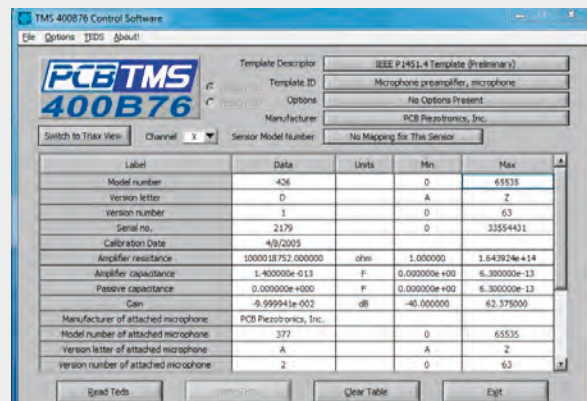 TMS 400B76 Control Software
File Options TEDS About!
PCB TMS
400B76
Template Descriptor IEEE P1451.4 Template (Preliminary)
Template ID Microphone preamplifier, microphone
Options No Options Present
Manufacturer PCB Piezotronics, Inc.
Switch to Triax View Channel X Sensor Model Number No Mapping for This Sensor
Label Data Units Min Max
Model number 426 0 65535
Version letter D A Z
Version number 1 0 63
Serial no. 2179 0 33554431
Calibration Date 4/8/2005
Amplifier resistance 1000018752.000000 ohm 1.000000 1.643924e+14
Amplifier capacitance 1.400000e-013 F 0.000000e+00 6.300000e-13
Passive capacitance 0.000000e+000 F 0.000000e+00 6.300000e-13
Gain -9.999941e-002 dB -40.000000 62.375000
Manufacturer of attached microphone PCB Piezotronics, Inc.
Model number of attached microphone 377 0 65535
Version letter of attached microphone A A Z
Version number of attached microphone 2 0 63
Read Teds Clear Table Exit